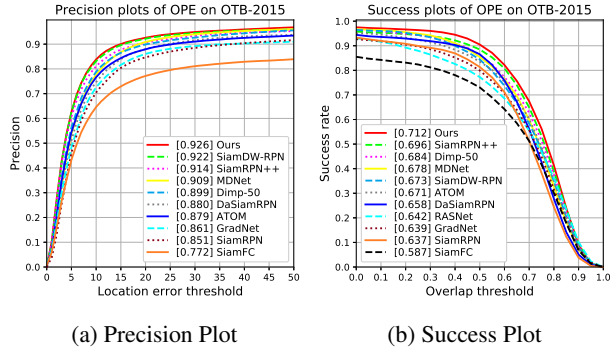 Precision plots of OPE on OTB-2015
Precision
0.9
0.8
0.7
0.6
0.5
0.4
0.3
0.2
0.1
0.0
[0.926] Ours
[0.922] SiamDW-RPN
[0.914] SiamRPN++
[0.909] MDNet
[0.899] Dimp-50
[0.880] DaSiamRPN
[0.879] ATOM
[0.861] GradNet
[0.851] SiamRPN
[0.772] SiamFC
0 5 10 15 20 25 30 35 40 45 50
Location error threshold
(a) Precision Plot
Success plots of OPE on OTB-2015
Success rate
1.0
0.9
0.8
0.7
0.6
0.5
0.4
0.3
0.2
0.1
0.0
[0.712] Ours
[0.696] SiamRPN++
[0.684] Dimp-50
[0.678] MDNet
[0.673] SiamDW-RPN
[0.671] ATOM
[0.658] DaSiamRPN
[0.642] RASNet
[0.639] GradNet
[0.637] SiamRPN
[0.587] SiamFC
0.0 0.1 0.2 0.3 0.4 0.5 0.6 0.7 0.8 0.9 1.0
Overlap threshold
(b) Success Plot